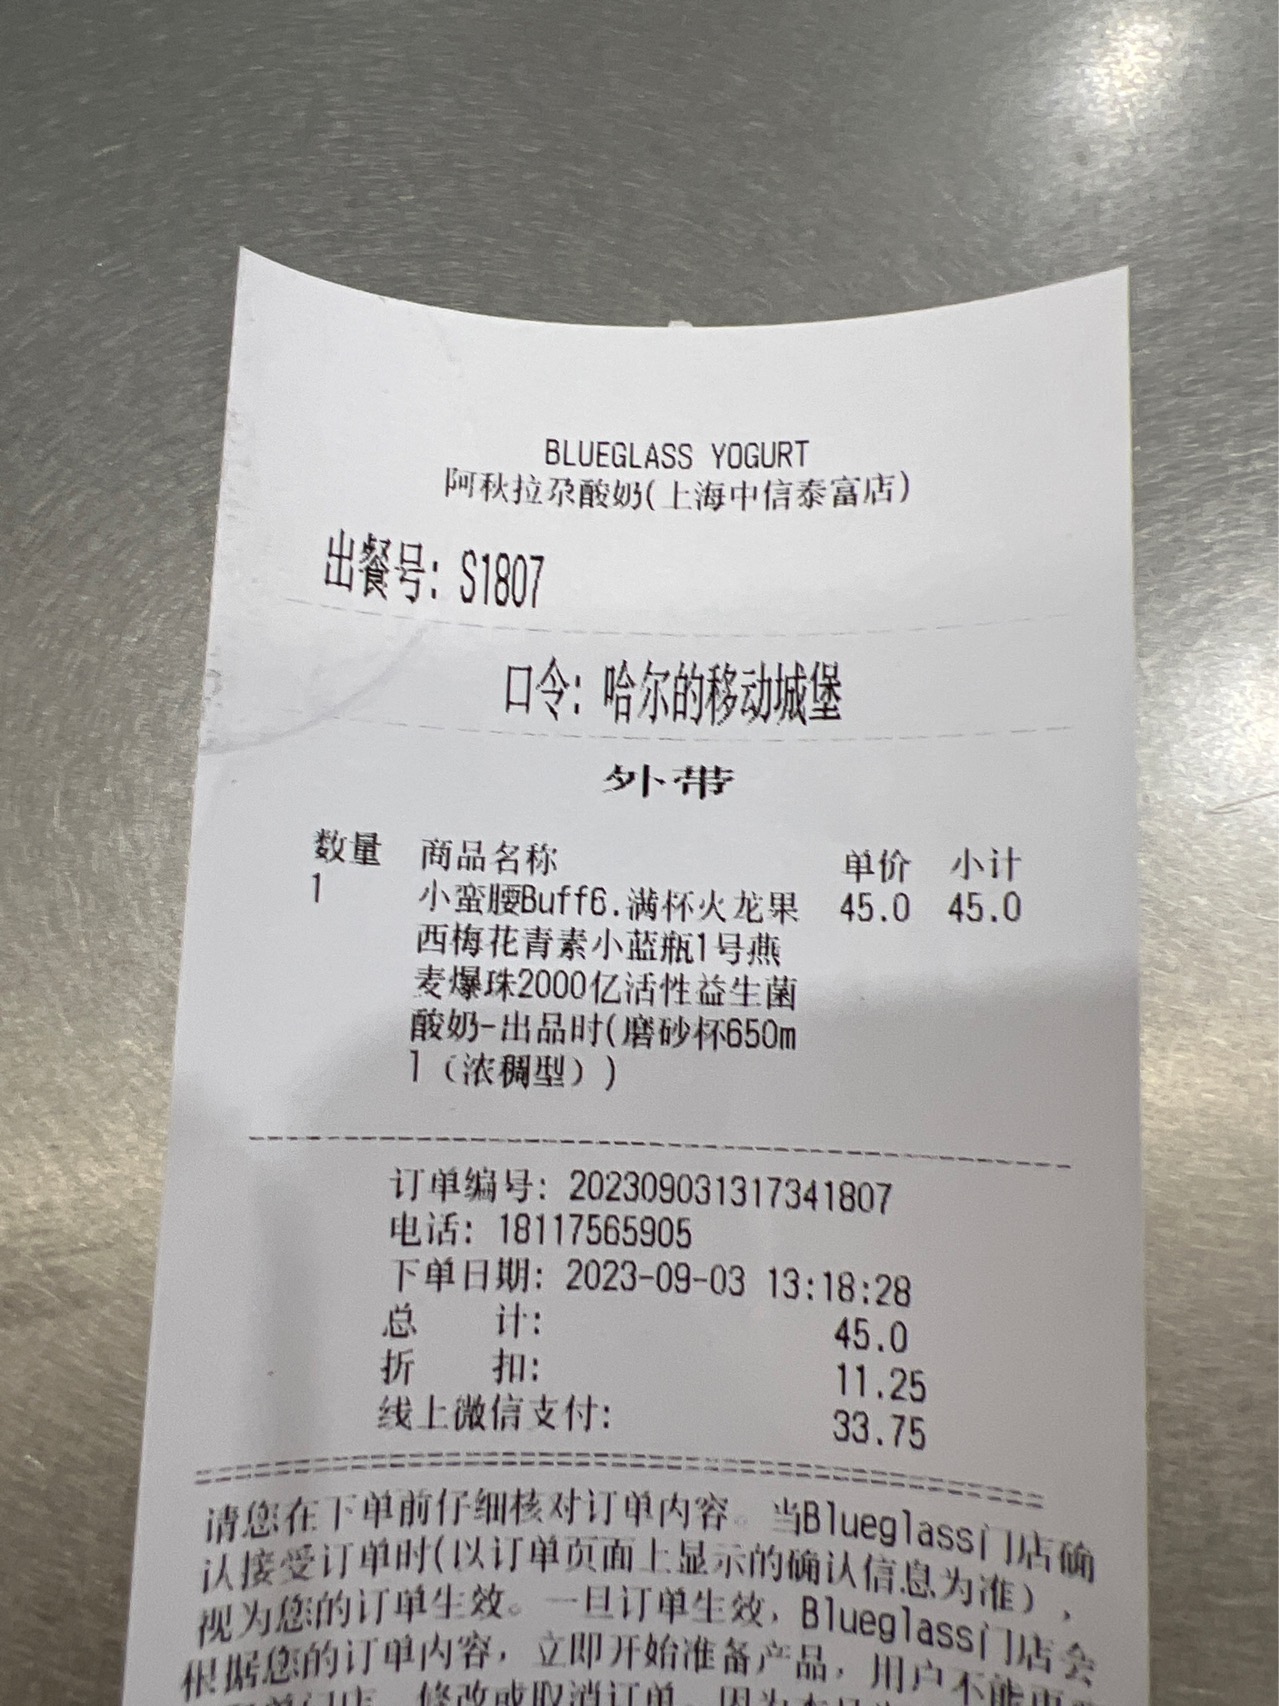 BLUEGLASS YOGURT
阿秋拉尕酸奶(上海中信泰富店)
出餐号: S1807
口令: 哈尔的移动城堡
外带
数量 商品名称 单价 小计
1 小蛮腰Buff6.满杯火龙果 45.0 45.0
西梅花青素小蓝瓶1号燕
麦爆珠2000亿活性益生菌
酸奶-出品时(磨砂杯650m
l（浓稠型）)
订单编号: 202309031317341807
电话: 18117565905
下单日期: 2023-09-03 13:18:28
总 计: 45.0
折 扣: 11.25
线上微信支付: 33.75
请您在下单前仔细核对订单内容。当Blueglass门店确
认接受订单时(以订单页面上显示的确认信息为准)，
视为您的订单生效。一旦订单生效，Blueglass门店会
根据您的订单内容，立即开始准备产品，用户不能再
修改或取消订单。因为